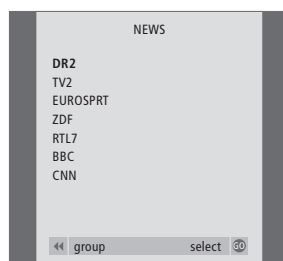 NEWS
DR2
TV2
EUROSPRT
ZDF
RTL7
BBC
CNN
group select GO